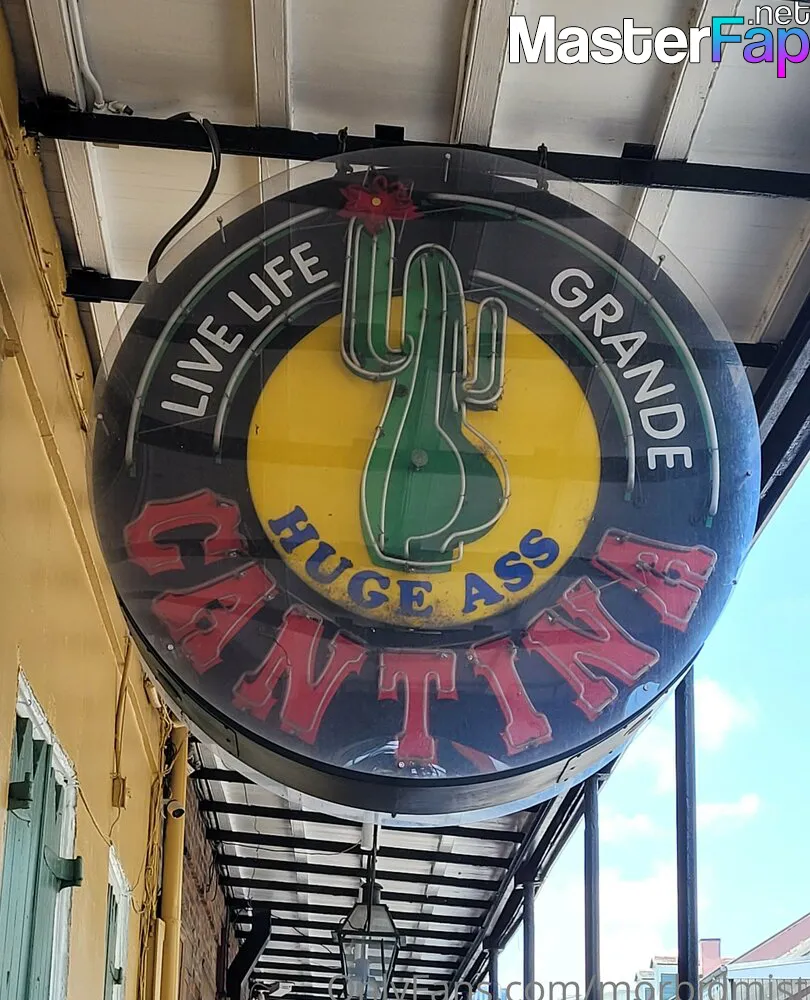 MasterFap
.net
LIVE LIFE
GRANDE
HUGE ASS
CANTINA